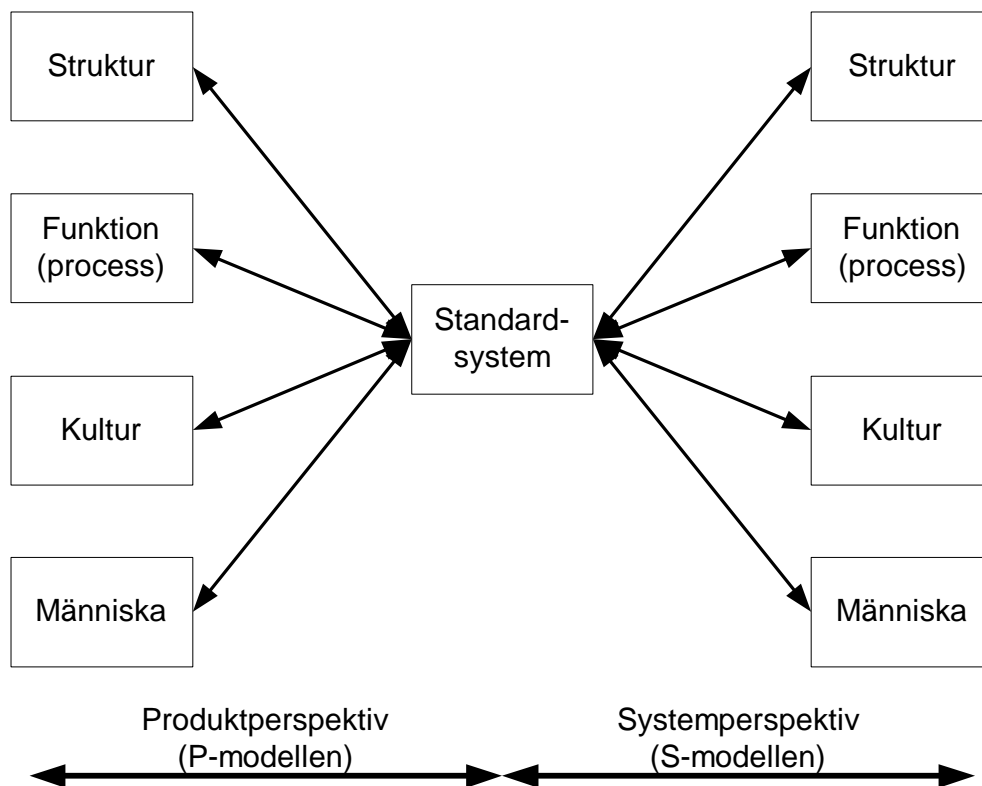 Struktur
Struktur
Funktion
(process)
Funktion
(process)
Standard-
system
Kultur
Kultur
Människa
Människa
Produktperspektiv
(P-modellen)
Systemperspektiv
(S-modellen)